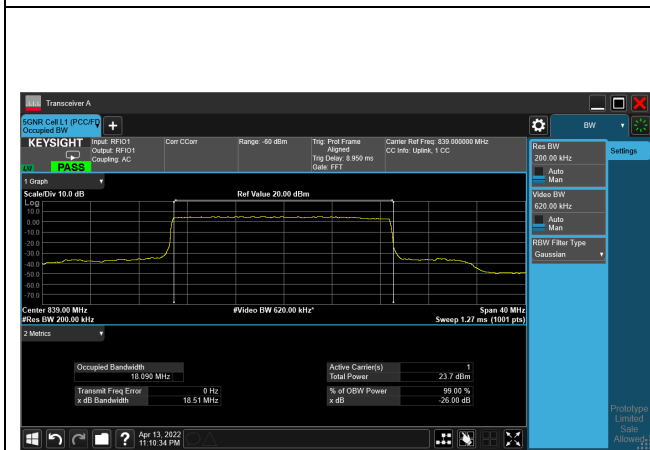 Transceiver A
5GNR Cell L1 (PCC/FD
Occupied BW
BW
KEYSIGHT
Input: RFIO1
Output: RFIO1
Coupling: AC
Corr CCorr
Range: -60 dBm
Trig: Prot Frame
Aligned
Trig Delay: 8.950 ms
Gate: FFT
Carrier Ref Freq: 839.000000 MHz
CC Info: Uplink, 1 CC
PASS
Res BW
200.00 kHz
Auto
Man
Settings
Video BW
620.00 kHz
Auto
Man
RBW Filter Type
Gaussian
1 Graph
Scale/Div 10.0 dB
Ref Value 20.00 dBm
Log
10.0
0.00
-10.0
-20.0
-30.0
-40.0
-50.0
-60.0
-70.0
Center 839.00 MHz
#Video BW 620.00 kHz*
Span 40 MHz
#Res BW 200.00 kHz
Sweep 1.27 ms (1001 pts)
2 Metrics
Occupied Bandwidth
18.090 MHz
Active Carrier(s) 1
Total Power 23.7 dBm
Transmit Freq Error 0 Hz
x dB Bandwidth 18.51 MHz
% of OBW Power 99.00 %
x dB -26.00 dB
Prototype
Limited
Sale
Allowed
?
Apr 13, 2022
11:10:34 PM